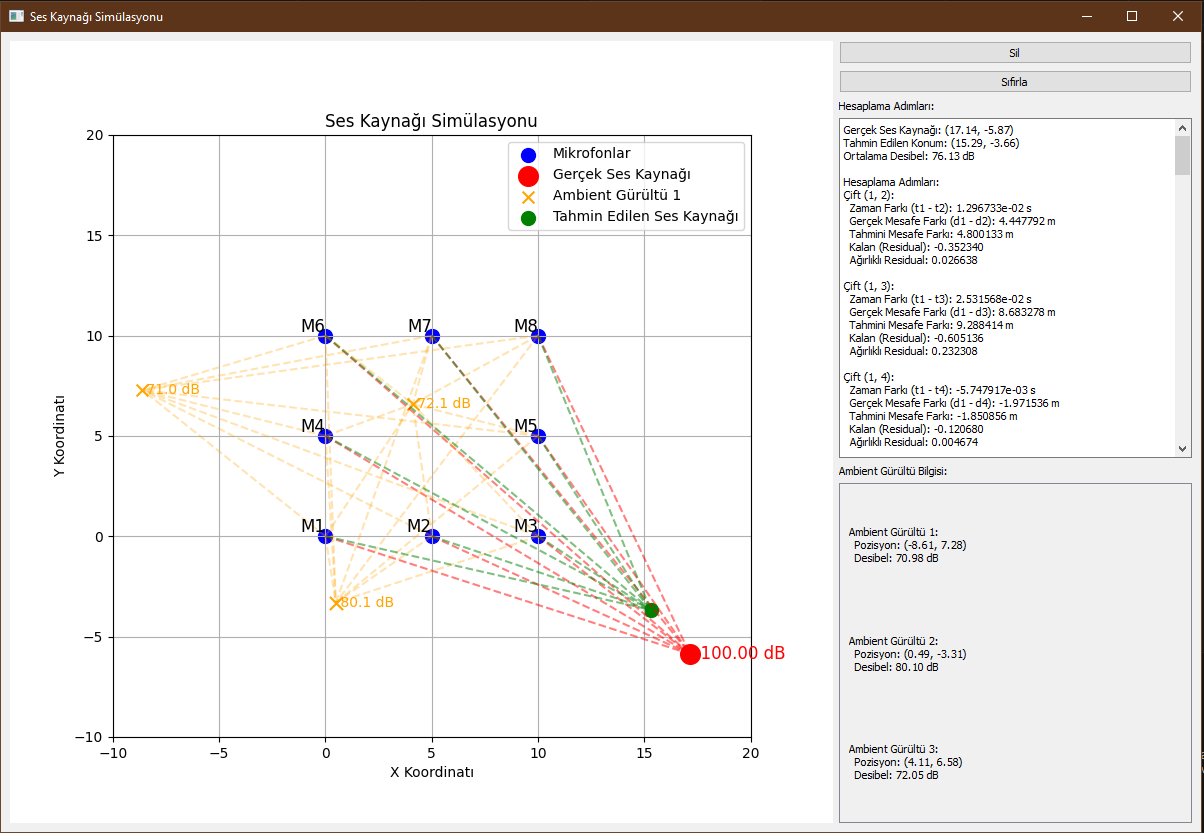 Ses Kaynağı Simülasyonu
Ses Kaynağı Simülasyonu
Mikrofonlar
Gerçek Ses Kaynağı
Ambient Gürültü 1
Tahmin Edilen Ses Kaynağı
20
15
10
5
0
−5
−10
Y Koordinatı
M6
M7
M8
71.0 dB
72.1 dB
M4
M5
M1
M2
M3
80.1 dB
100.00 dB
−10
−5
0
5
10
15
20
X Koordinatı
Sil
Sıfırla
Hesaplama Adımları:
Gerçek Ses Kaynağı: (17.14, -5.87)
Tahmin Edilen Konum: (15.29, -3.66)
Ortalama Desibel: 76.13 dB
Hesaplama Adımları:
Çift (1, 2):
Zaman Farkı (t1 - t2): 1.296733e-02 s
Gerçek Mesafe Farkı (d1 - d2): 4.447792 m
Tahmini Mesafe Farkı: 4.800133 m
Kalan (Residual): -0.352340
Ağırlıklı Residual: 0.026638
Çift (1, 3):
Zaman Farkı (t1 - t3): 2.531568e-02 s
Gerçek Mesafe Farkı (d1 - d3): 8.683278 m
Tahmini Mesafe Farkı: 9.288414 m
Kalan (Residual): -0.605136
Ağırlıklı Residual: 0.232308
Çift (1, 4):
Zaman Farkı (t1 - t4): -5.747917e-03 s
Gerçek Mesafe Farkı (d1 - d4): -1.971536 m
Tahmini Mesafe Farkı: -1.850856 m
Kalan (Residual): -0.120680
Ağırlıklı Residual: 0.004674
Ambient Gürültü Bilgisi:
Ambient Gürültü 1:
Pozisyon: (-8.61, 7.28)
Desibel: 70.98 dB
Ambient Gürültü 2:
Pozisyon: (0.49, -3.31)
Desibel: 80.10 dB
Ambient Gürültü 3:
Pozisyon: (4.11, 6.58)
Desibel: 72.05 dB